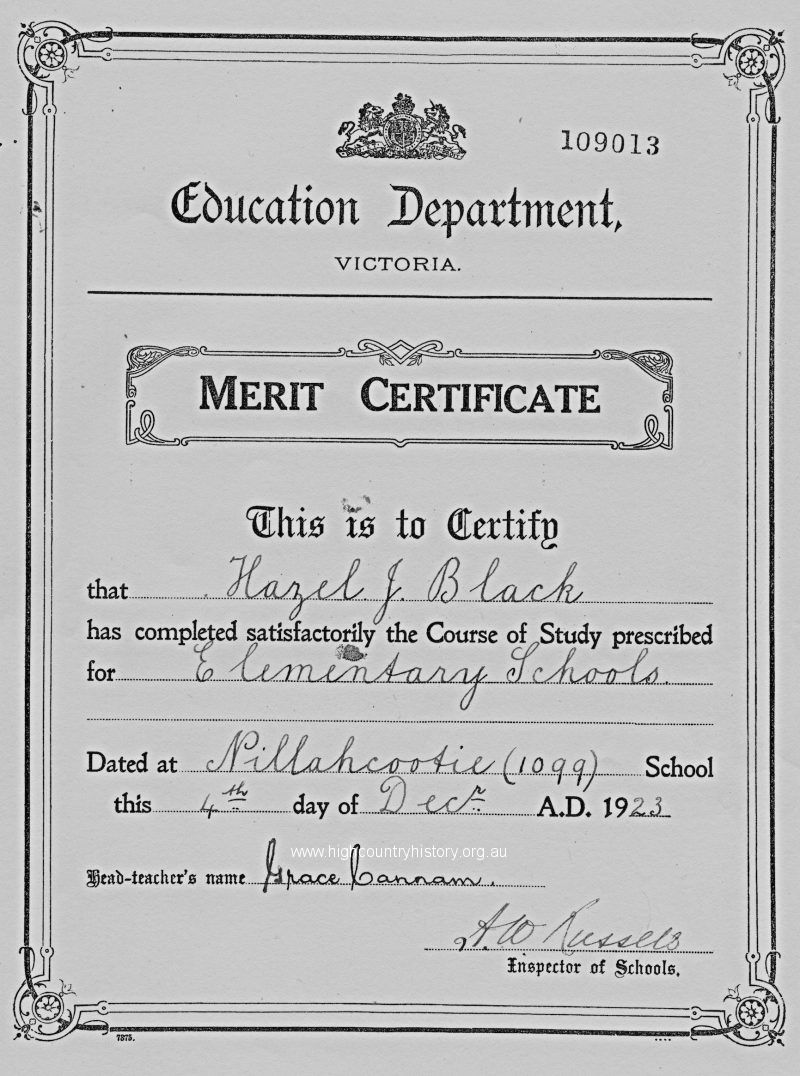 109013
Education Department,
VICTORIA.
MERIT CERTIFICATE
This is to Certify
that Hazel J. Black
has completed satisfactorily the Course of Study prescribed
for Elementary Schools.
Dated at Nillahcootie (1099) School
this 4th day of Decr A.D. 1923
www.highcountryhistory.org.au
Head-teacher's name Grace Cannam.
A W Russell
Inspector of Schools.
7375.